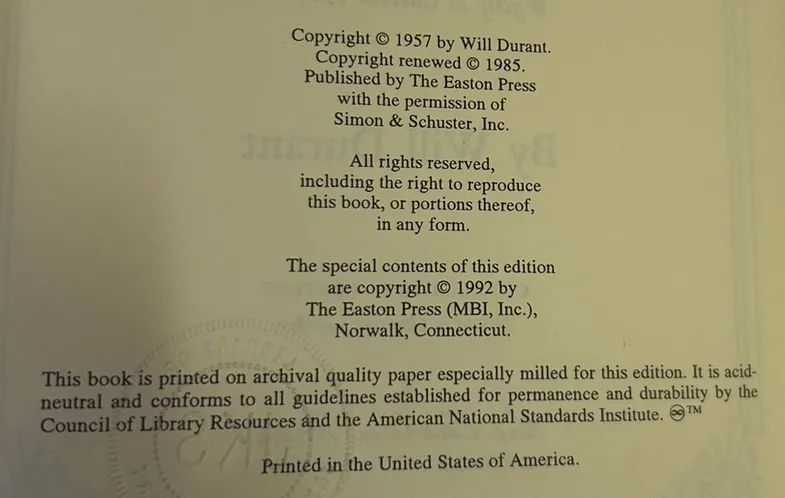 Copyright © 1957 by Will Durant.
Copyright renewed © 1985.
Published by The Easton Press
with the permission of
Simon & Schuster, Inc.
All rights reserved,
including the right to reproduce
this book, or portions thereof,
in any form.
The special contents of this edition
are copyright © 1992 by
The Easton Press (MBI, Inc.),
Norwalk, Connecticut.
This book is printed on archival quality paper especially milled for this edition. It is acid-
neutral and conforms to all guidelines established for permanence and durability by the
Council of Library Resources and the American National Standards Institute. ♾™
Printed in the United States of America.